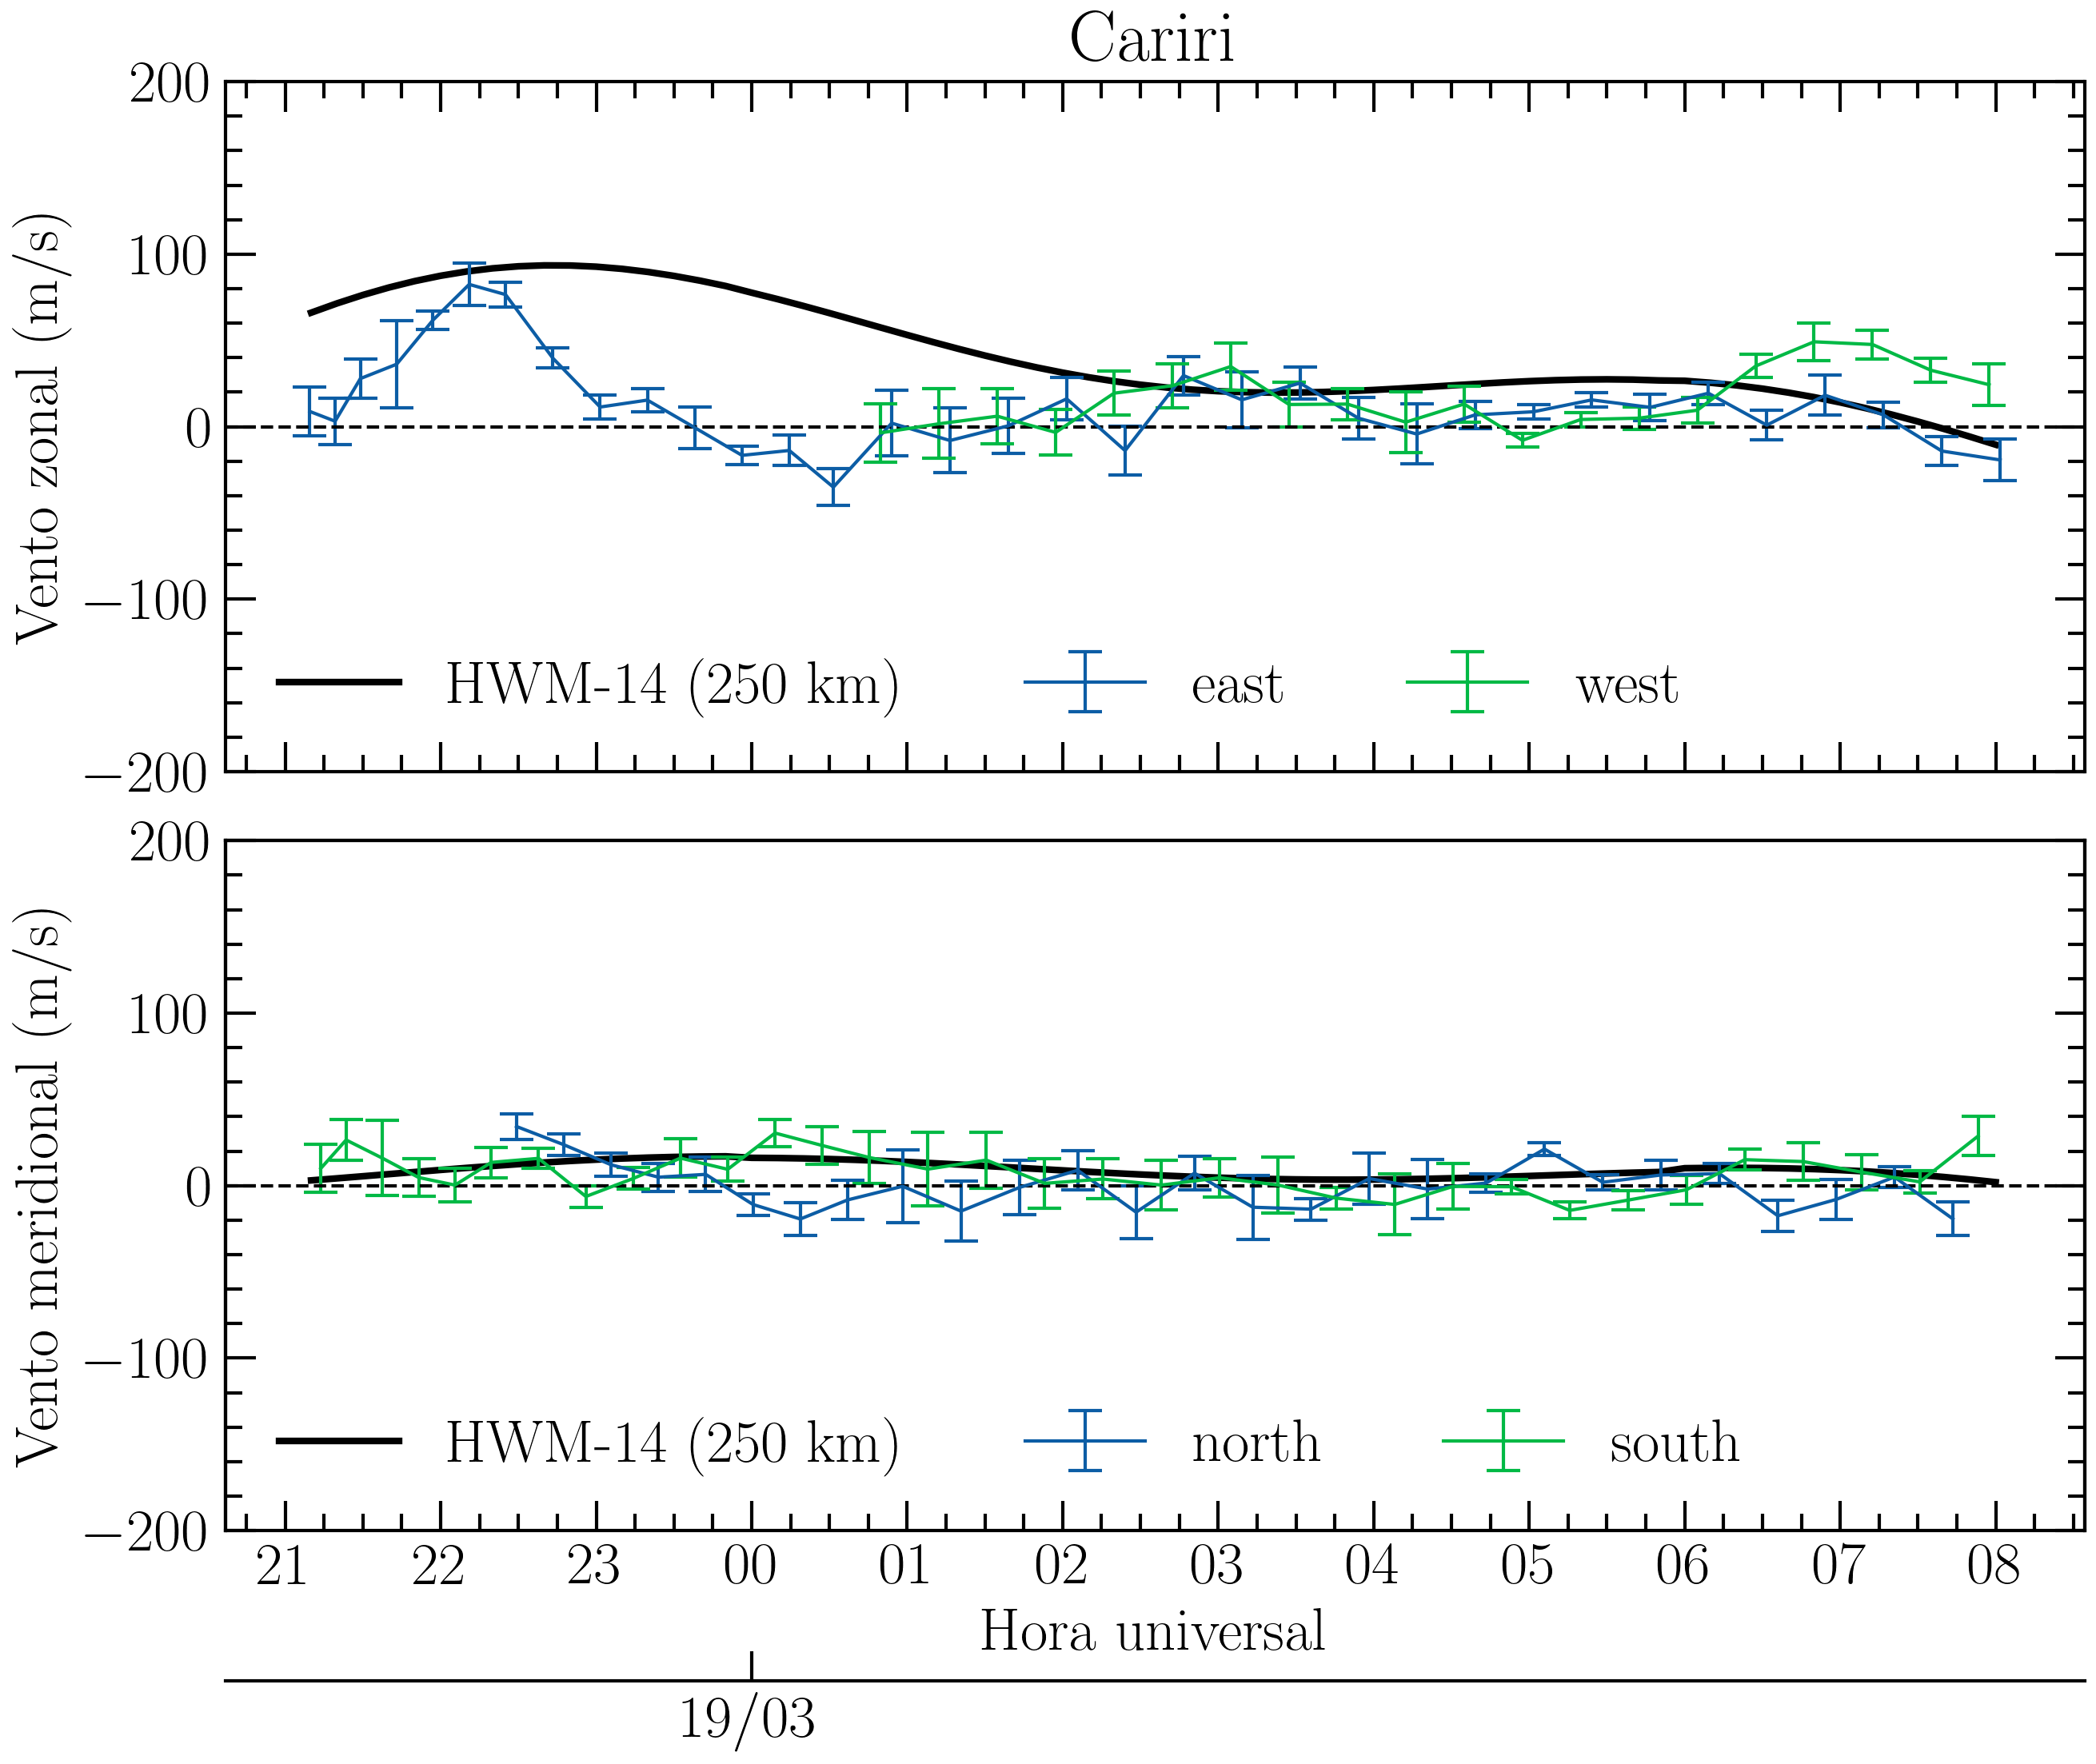 Cariri
Vento zonal (m/s)
200
100
0
−100
−200
HWM-14 (250 km)
east
west
Vento meridional (m/s)
200
100
0
−100
−200
HWM-14 (250 km)
north
south
21 22 23 00 01 02 03 04 05 06 07 08
Hora universal
19/03